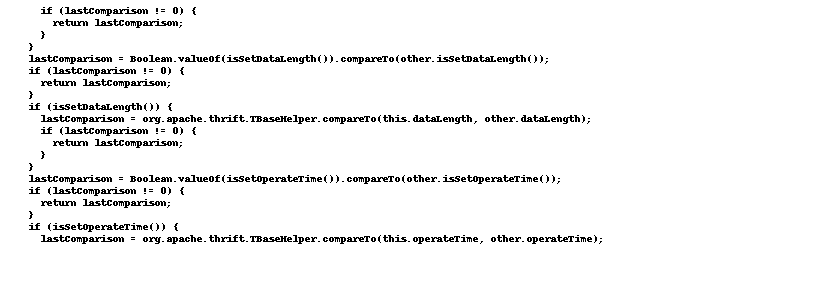 if (lastComparison != 0) {
return lastComparison;
}
}
lastComparison = Boolean.valueOf(isSetDataLength()).compareTo(other.isSetDataLength());
if (lastComparison != 0) {
return lastComparison;
}
if (isSetDataLength()) {
lastComparison = org.apache.thrift.TBaseHelper.compareTo(this.dataLength, other.dataLength);
if (lastComparison != 0) {
return lastComparison;
}
}
lastComparison = Boolean.valueOf(isSetOperateTime()).compareTo(other.isSetOperateTime());
if (lastComparison != 0) {
return lastComparison;
}
if (isSetOperateTime()) {
lastComparison = org.apache.thrift.TBaseHelper.compareTo(this.operateTime, other.operateTime);